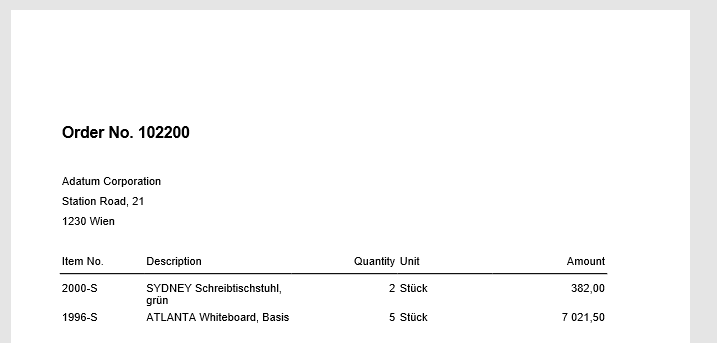 Order No. 102200
Adatum Corporation
Station Road, 21
1230 Wien
Item No. Description Quantity Unit Amount
2000-S SYDNEY Schreibtischstuhl, 2 Stück 382,00
grün
1996-S ATLANTA Whiteboard, Basis 5 Stück 7 021,50